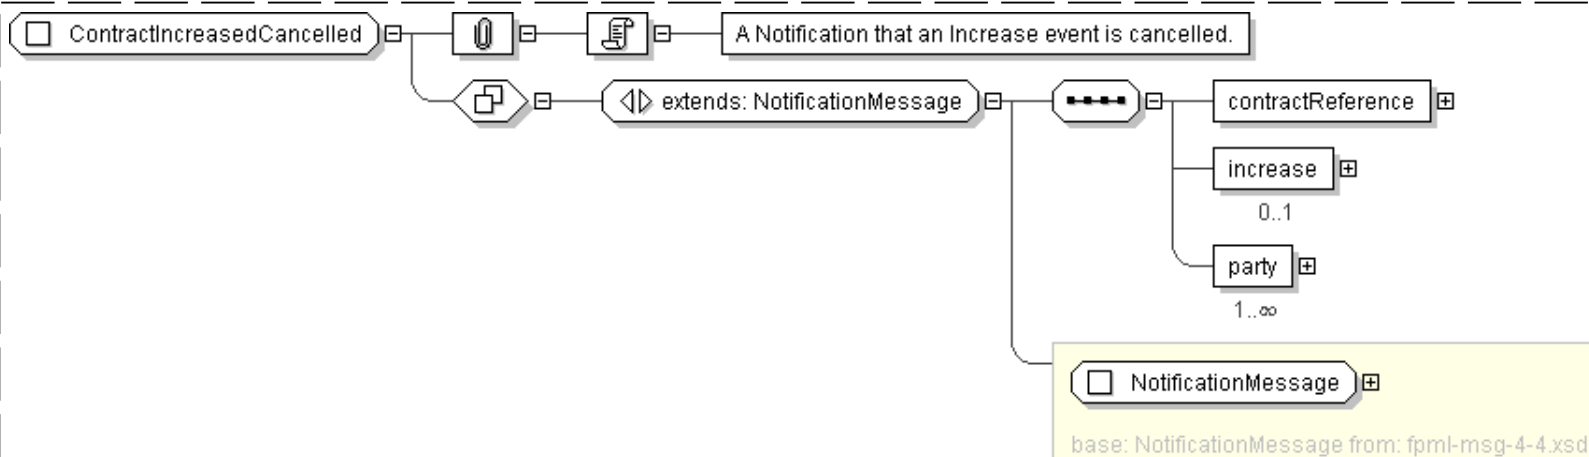 ContractIncreasedCancelled
A Notification that an Increase event is cancelled.
extends: NotificationMessage
contractReference
increase
0..1
party
1..∞
NotificationMessage
base: NotificationMessage from: fpml-msg-4-4.xsd